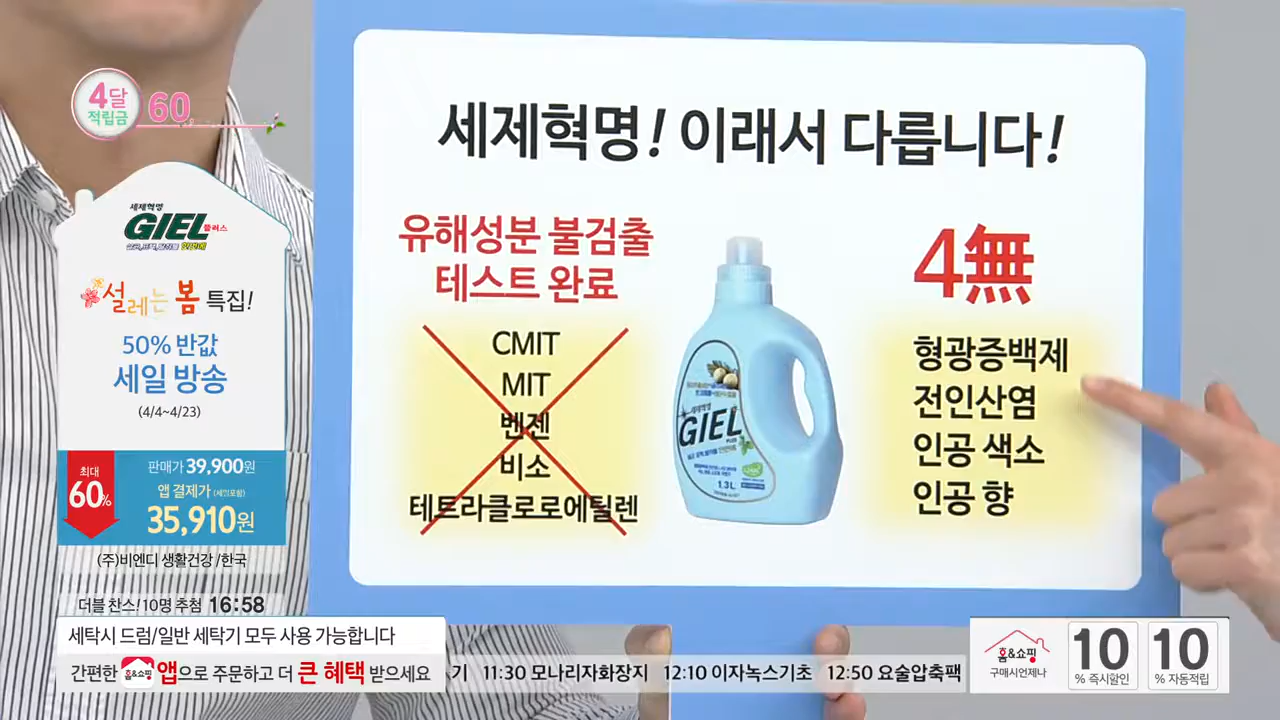 4달
적립금
60
세제혁명
GIEL 플러스
설레는 봄 특집!
50% 반값
세일 방송
(4/4~4/23)
최대
60%
판매가 39,900원
앱 결제가 (세일포함)
35,910원
(주)비엔디 생활건강 /한국
더블 찬스! 10명 추첨 16:58
세탁시 드럼/일반 세탁기 모두 사용 가능합니다
간편한 홈&쇼핑 앱으로 주문하고 더 큰 혜택 받으세요
기 11:30 모나리자화장지 12:10 이자녹스기초 12:50 요술압축팩
세제혁명! 이래서 다릅니다!
유해성분 불검출
테스트 완료
CMIT
MIT
벤젠
비소
테트라클로로에틸렌
세제혁명
GIEL
PLUS
1.3L
4無
형광증백제
전인산염
인공 색소
인공 향
홈&쇼핑
구매시언제나
10
% 즉시할인
10
% 자동적립